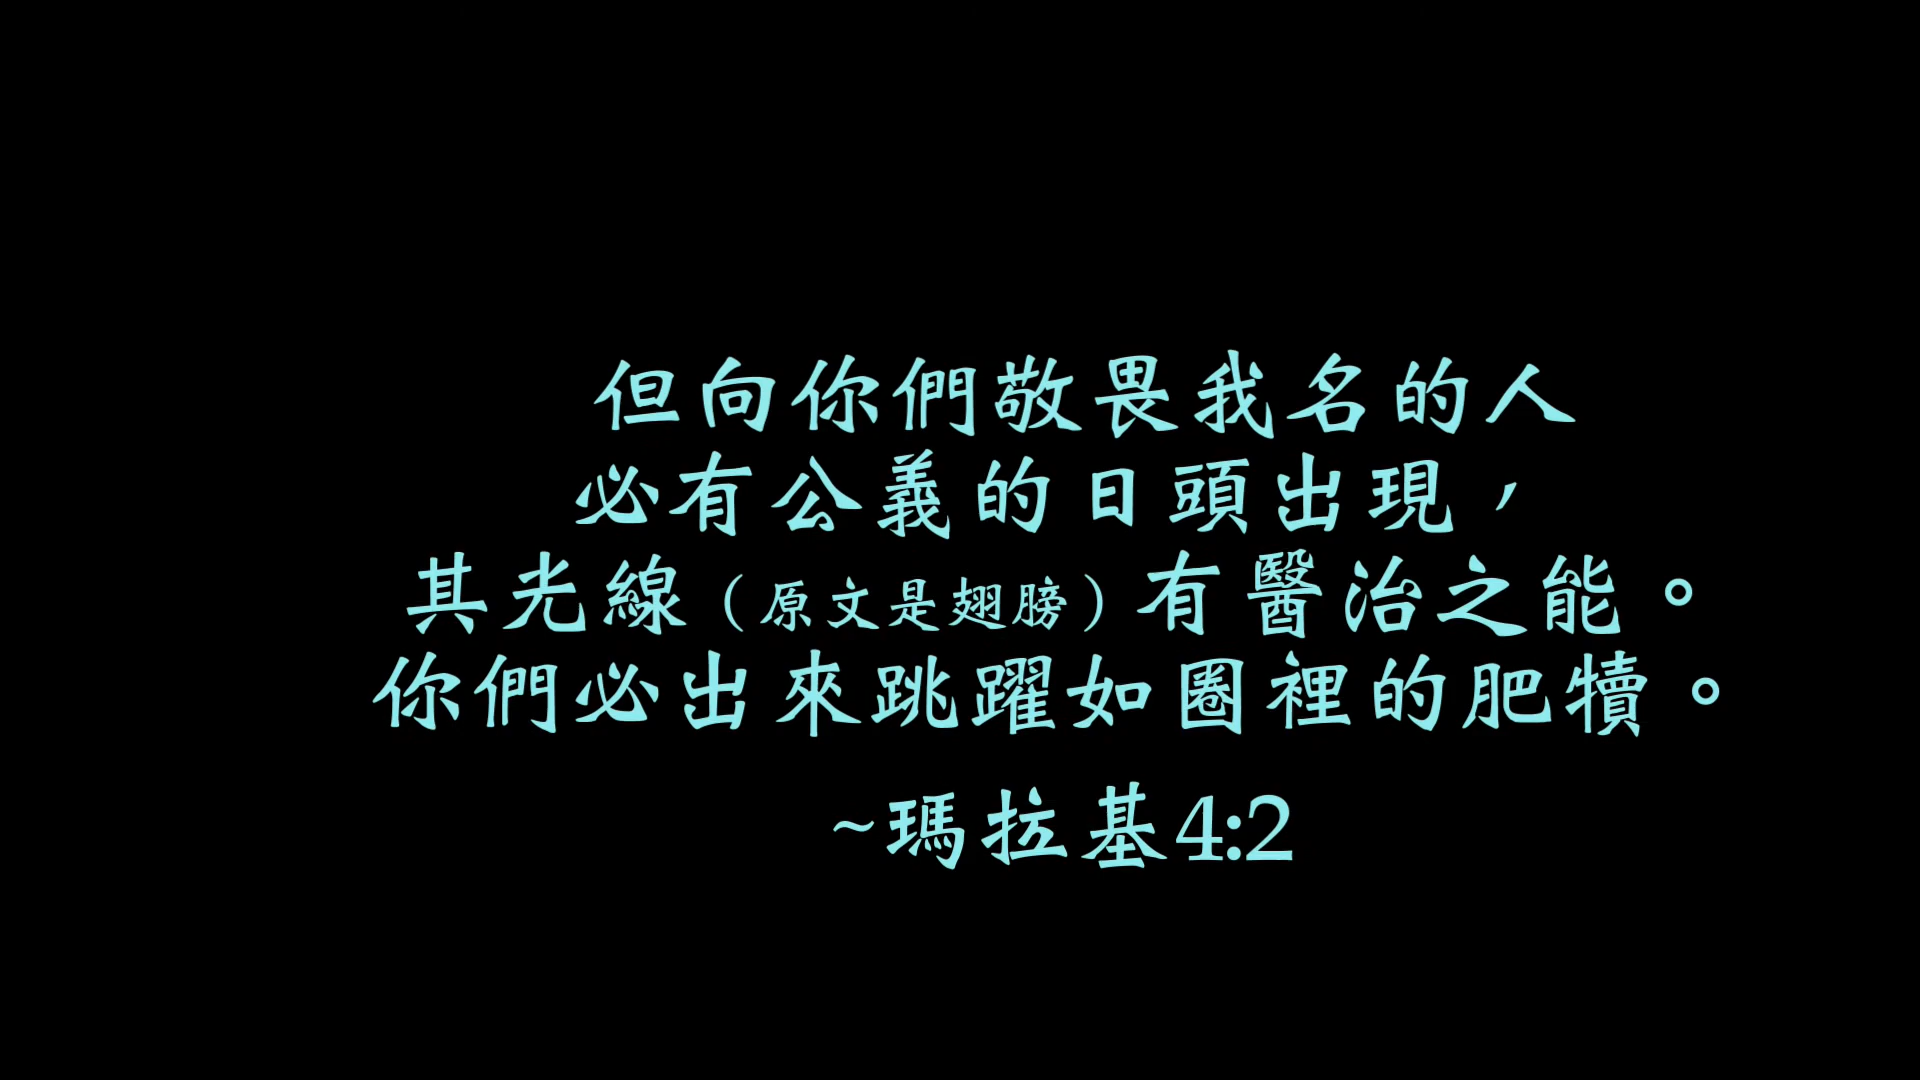 但向你們敬畏我名的人
必有公義的日頭出現，
其光線（原文是翅膀）有醫治之能。
你們必出來跳躍如圈裡的肥犢。
~瑪拉基4:2